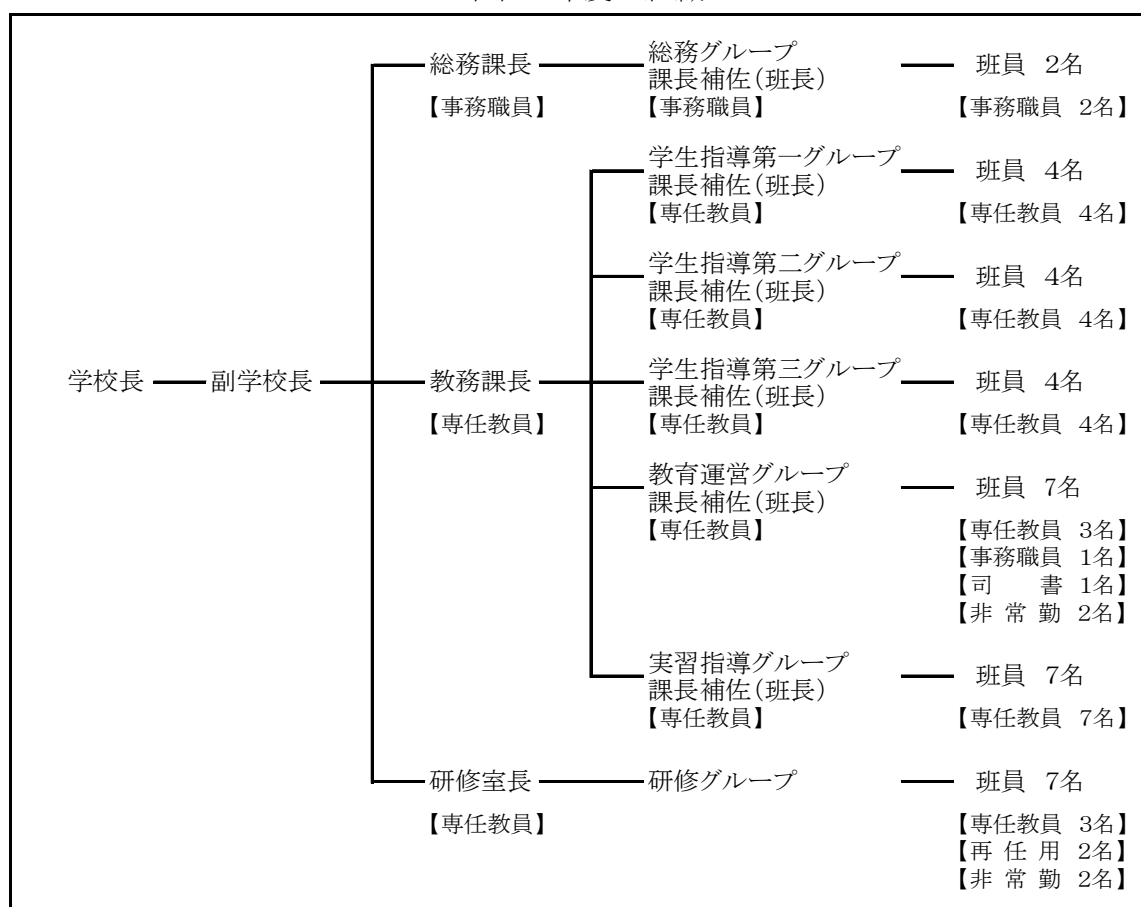 総務課長
【事務職員】
総務グループ
課長補佐(班長)
【事務職員】
班員 2名
【事務職員 2名】
学生指導第一グループ
課長補佐(班長)
【専任教員】
班員 4名
【専任教員 4名】
学生指導第二グループ
課長補佐(班長)
【専任教員】
班員 4名
【専任教員 4名】
学校長
副学校長
教務課長
【専任教員】
学生指導第三グループ
課長補佐(班長)
【専任教員】
班員 4名
【専任教員 4名】
教育運営グループ
課長補佐(班長)
【専任教員】
班員 7名
【専任教員 3名】
【事務職員 1名】
【司　　書 1名】
【非 常 勤 2名】
実習指導グループ
課長補佐(班長)
【専任教員】
班員 7名
【専任教員 7名】
研修室長
【専任教員】
研修グループ
班員 7名
【専任教員 3名】
【再 任 用 2名】
【非 常 勤 2名】